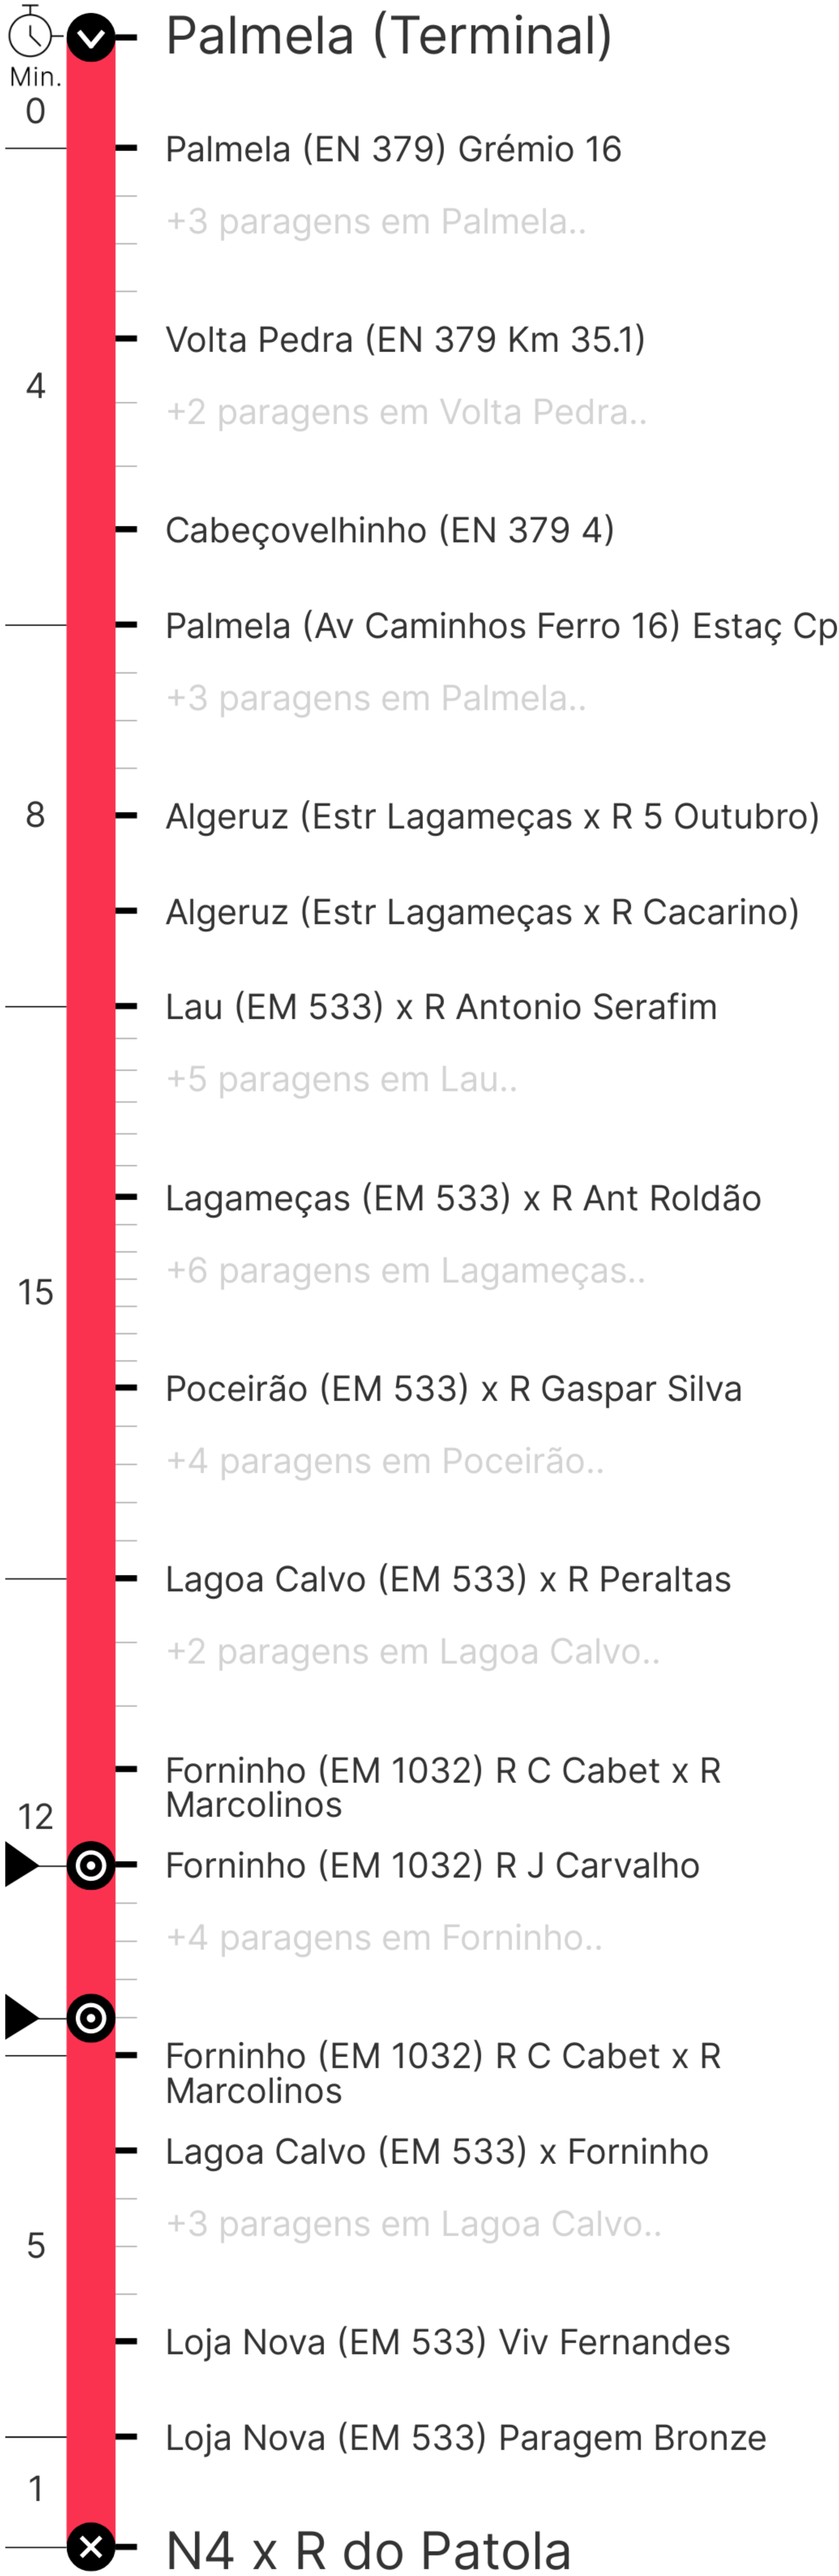 Palmela (Terminal)
Min.
0
Palmela (EN 379) Grémio 16
+3 paragens em Palmela..
Volta Pedra (EN 379 Km 35.1)
4
+2 paragens em Volta Pedra..
Cabeçovelhinho (EN 379 4)
Palmela (Av Caminhos Ferro 16) Estaç Cp
+3 paragens em Palmela..
8
Algeruz (Estr Lagameças x R 5 Outubro)
Algeruz (Estr Lagameças x R Cacarino)
Lau (EM 533) x R Antonio Serafim
+5 paragens em Lau..
Lagameças (EM 533) x R Ant Roldão
+6 paragens em Lagameças..
15
Poceirão (EM 533) x R Gaspar Silva
+4 paragens em Poceirão..
Lagoa Calvo (EM 533) x R Peraltas
+2 paragens em Lagoa Calvo..
Forninho (EM 1032) R C Cabet x R
Marcolinos
12
Forninho (EM 1032) R J Carvalho
+4 paragens em Forninho..
Forninho (EM 1032) R C Cabet x R
Marcolinos
Lagoa Calvo (EM 533) x Forninho
+3 paragens em Lagoa Calvo..
5
Loja Nova (EM 533) Viv Fernandes
Loja Nova (EM 533) Paragem Bronze
1
N4 x R do Patola